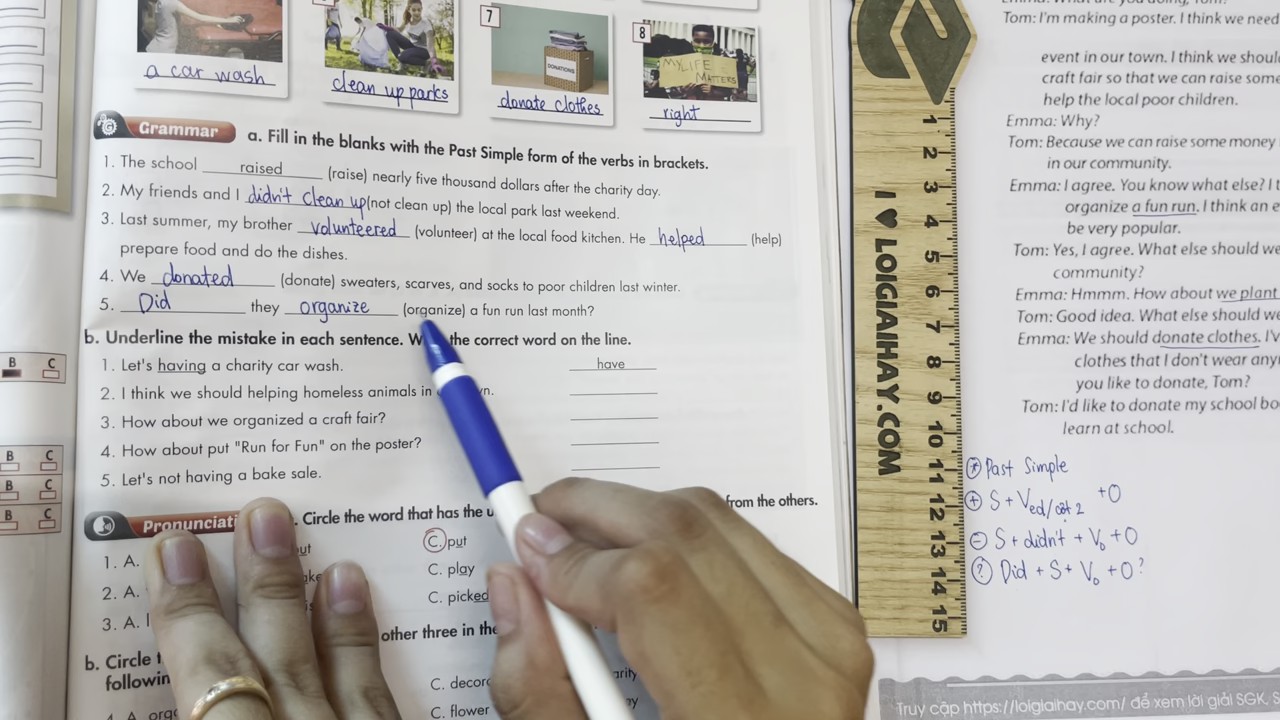 7
8
DONATIONS
MY LIFE
MATTERS
a car wash
clean up parks
donate clothes
right
Grammar
a. Fill in the blanks with the Past Simple form of the verbs in brackets.
1. The school raised (raise) nearly five thousand dollars after the charity day.
2. My friends and I didn't clean up (not clean up) the local park last weekend.
3. Last summer, my brother volunteered (volunteer) at the local food kitchen. He helped (help)
prepare food and do the dishes.
4. We donated (donate) sweaters, scarves, and socks to poor children last winter.
5. Did they organize (organize) a fun run last month?
b. Underline the mistake in each sentence. the correct word on the line.
1. Let's having a charity car wash. have
2. I think we should helping homeless animals in
3. How about we organized a craft fair?
4. How about put "Run for Fun" on the poster?
5. Let's not having a bake sale.
Circle the word that has the from the others.
1. A. C. put
2. A. C. play
3. A. C. picked
other three in the
b. Circle
C. decor
C. flower
B C
B C
B C
B C
I ♥ LOIGIAIHAY.COM
1
2
3
4
5
6
7
8
9
10
11
12
13
14
15
Tom: I'm making a poster. I think we need
event in our town. I think we shoul
craft fair so that we can raise some
help the local poor children.
Emma: Why?
Tom: Because we can raise some money
in our community.
Emma: I agree. You know what else? I
organize a fun run. I think
be very popular.
Tom: Yes, I agree. What else should we
community?
Emma: Hmmm. How about we plant
Tom: Good idea. What else should we
Emma: We should donate clothes.
clothes that I don't wear any
you like to donate, Tom?
Tom: I'd like to donate my school bo
learn at school.
* Past Simple
+ S + Ved/cột 2 + O
- S + didn't + V₀ + O
? Did + S + V₀ + O?
Truy cập https://loigiaihay.com/ để xem lời giải SGK,